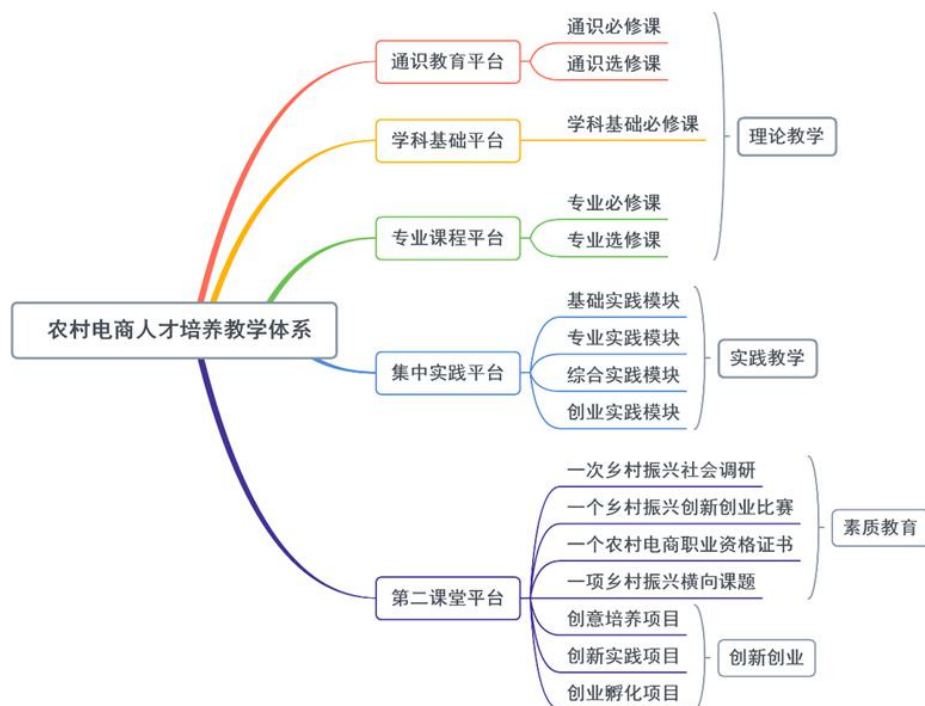 通识必修课
通识教育平台
通识选修课
学科基础平台
学科基础必修课
理论教学
专业必修课
专业课程平台
专业选修课
农村电商人才培养教学体系
基础实践模块
专业实践模块
集中实践平台
综合实践模块
创业实践模块
实践教学
一次乡村振兴社会调研
一个乡村振兴创新创业比赛
一个农村电商职业资格证书
一项乡村振兴横向课题
素质教育
第二课堂平台
创意培养项目
创新实践项目
创业孵化项目
创新创业